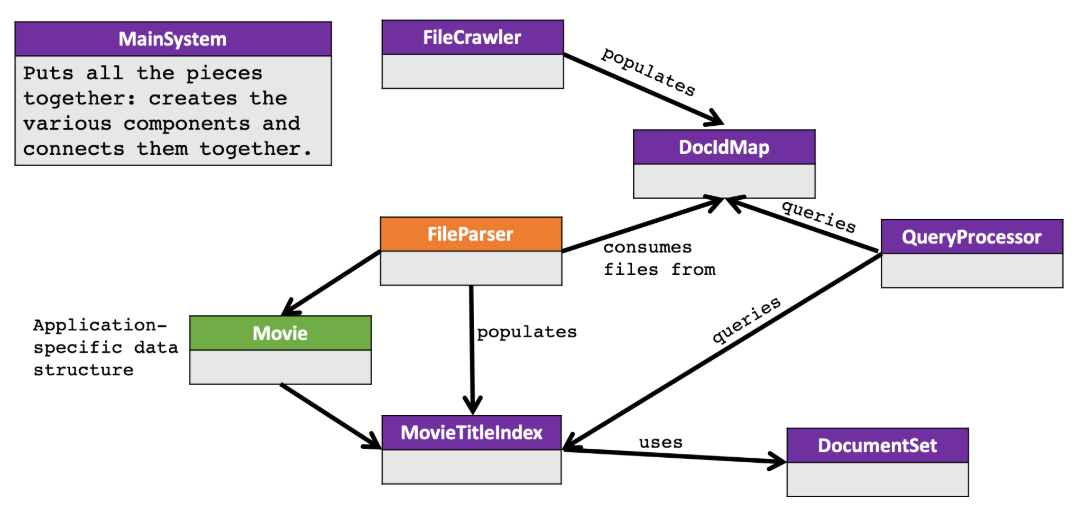 MainSystem
Puts all the pieces
together: creates the
various components and
connects them together.
FileCrawler
populates
DocIdMap
queries
QueryProcessor
FileParser
consumes
files from
Application-
specific data
structure
Movie
populates
queries
MovieTitleIndex
uses
DocumentSet